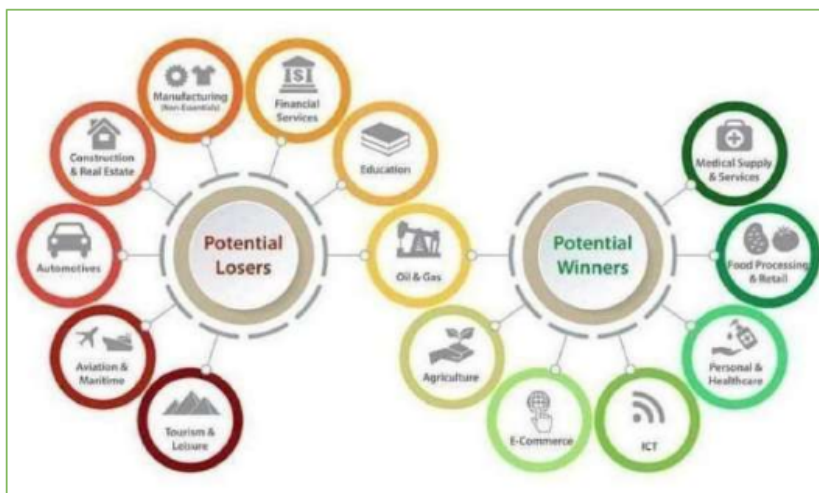 Manufacturing
(Non-Essentials)
Financial
Services
Construction
& Real Estate
Education
Automotives
Potential
Losers
Oil & Gas
Aviation &
Maritime
Tourism &
Leisure
Potential
Winners
Medical Supply
& Services
Food Processing
& Retail
Personal &
Healthcare
ICT
E-Commerce
Agriculture